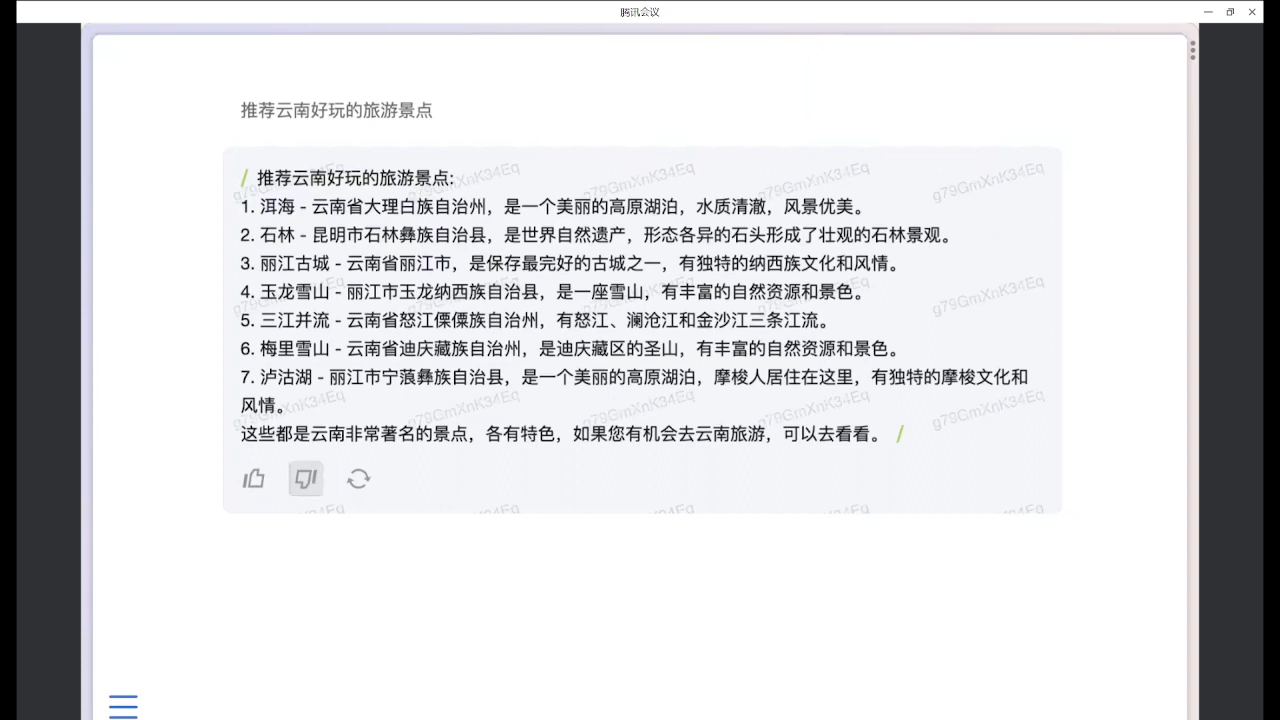 腾讯会议
推荐云南好玩的旅游景点
/ 推荐云南好玩的旅游景点:
1. 洱海 - 云南省大理白族自治州，是一个美丽的高原湖泊，水质清澈，风景优美。
2. 石林 - 昆明市石林彝族自治县，是世界自然遗产，形态各异的石头形成了壮观的石林景观。
3. 丽江古城 - 云南省丽江市，是保存最完好的古城之一，有独特的纳西族文化和风情。
4. 玉龙雪山 - 丽江市玉龙纳西族自治县，是一座雪山，有丰富的自然资源和景色。
5. 三江并流 - 云南省怒江傈僳族自治州，有怒江、澜沧江和金沙江三条江流。
6. 梅里雪山 - 云南省迪庆藏族自治州，是迪庆藏区的圣山，有丰富的自然资源和景色。
7. 泸沽湖 - 丽江市宁蒗彝族自治县，是一个美丽的高原湖泊，摩梭人居住在这里，有独特的摩梭文化和
风情。
这些都是云南非常著名的景点，各有特色，如果您有机会去云南旅游，可以去看看。 /